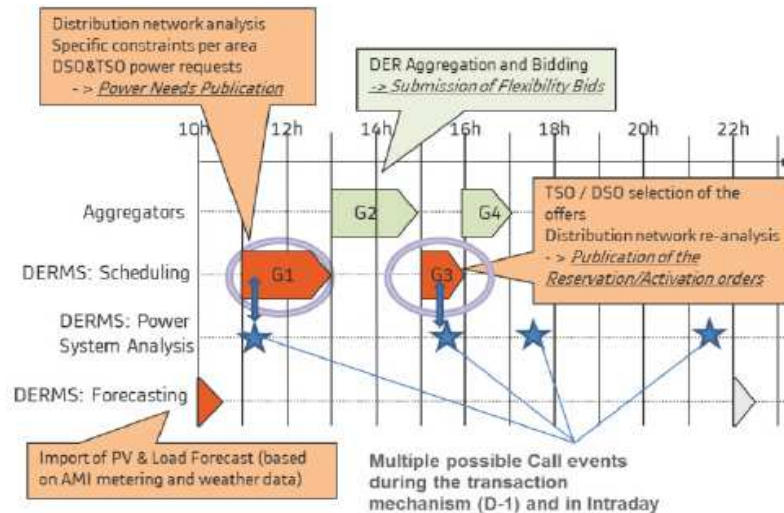 Distribution network analysis
Specific constraints per area
DSO&TSO power requests
- > Power Needs Publication
DER Aggregation and Bidding
-> Submission of Flexibility Bids
10h 12h 14h 16h 18h 20h 22h
Aggregators
G2
G4
TSO / DSO selection of the
offers
Distribution network re-analysis
- > Publication of the
Reservation/Activation orders
DERMS: Scheduling
G1
G3
DERMS: Power
System Analysis
DERMS: Forecasting
Import of PV & Load Forecast (based
on AMI metering and weather data)
Multiple possible Call events
during the transaction
mechanism (D-1) and in Intraday